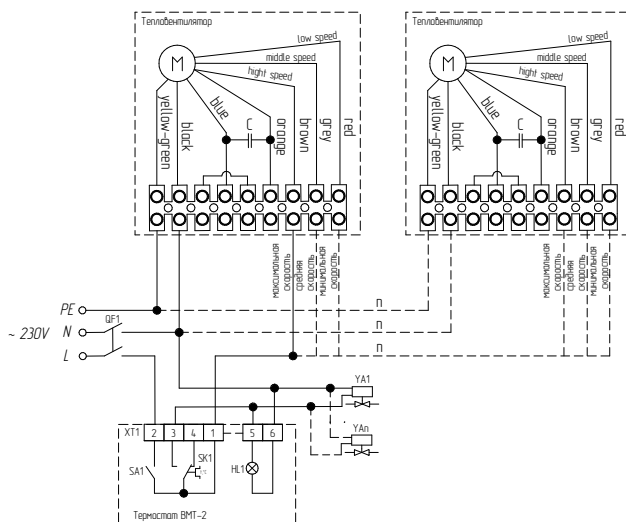 Тепловентилятор
Тепловентилятор
low speed
middle speed
hight speed
M
yellow-green
black
blue
C
orange
brown
grey
red
low speed
middle speed
hight speed
M
yellow-green
black
blue
C
orange
brown
grey
red
максимальная скорость
средняя скорость
минимальная скорость
максимальная скорость
средняя скорость
минимальная скорость
PE
n
~ 230V
N
QF1
n
L
n
YA1
YAn
XT1
2
3
4
1
5
6
SA1
SK1
HL1
Термостат ВМТ-2